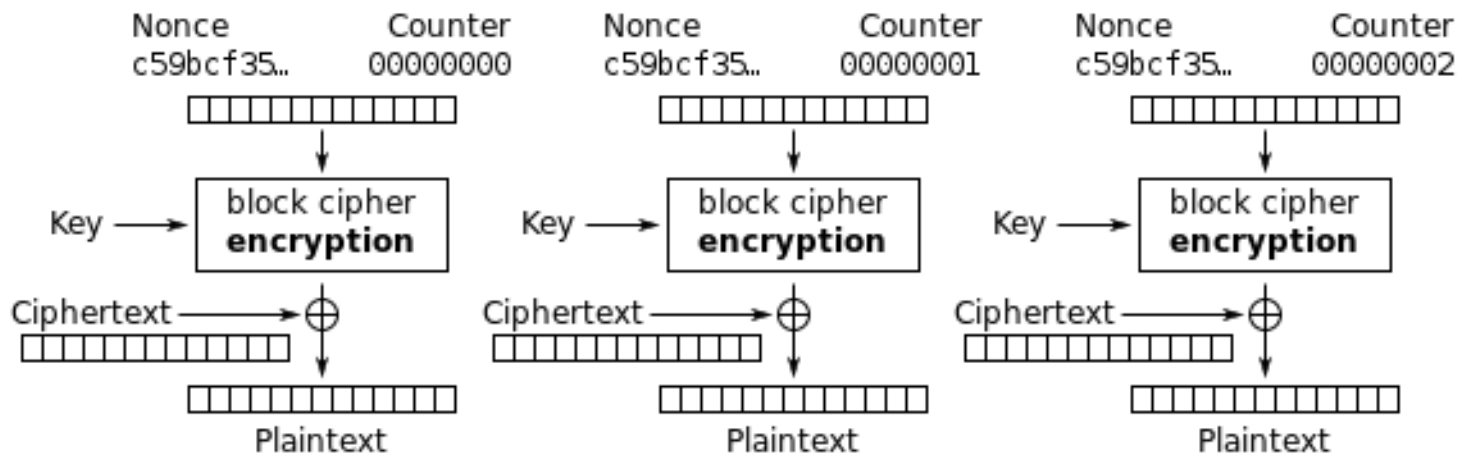 Nonce Counter Nonce Counter Nonce Counter
c59bcf35… 00000000 c59bcf35… 00000001 c59bcf35… 00000002
block cipher block cipher block cipher
Key encryption Key encryption Key encryption
Ciphertext Ciphertext Ciphertext
Plaintext Plaintext Plaintext